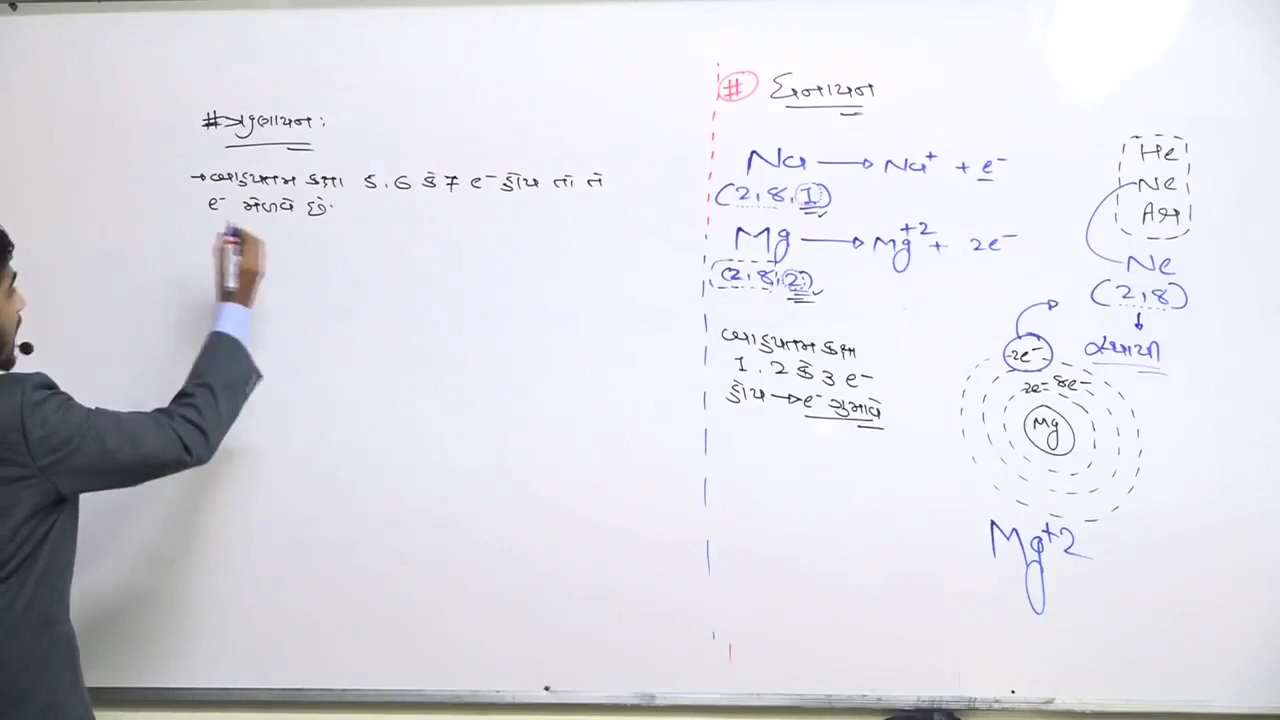 # ઋણાયન:
→ બાહ્યતમ કક્ષા 5, 6 કે 7 e⁻ હોય તો તે
e⁻ મેળવે છે.
# ઘનાયન
Na → Na⁺ + e⁻
(2, 8, 1)
Mg → Mg⁺² + 2e⁻
(2, 8, 2)
બાહ્યતમ કક્ષા
1, 2 કે 3 e⁻
હોય → e⁻ ગુમાવે
He
Ne
Ar
Ne
(2, 8)
↓
સ્થાયી
2e⁻
2e⁻ 8e⁻
Mg
Mg⁺²